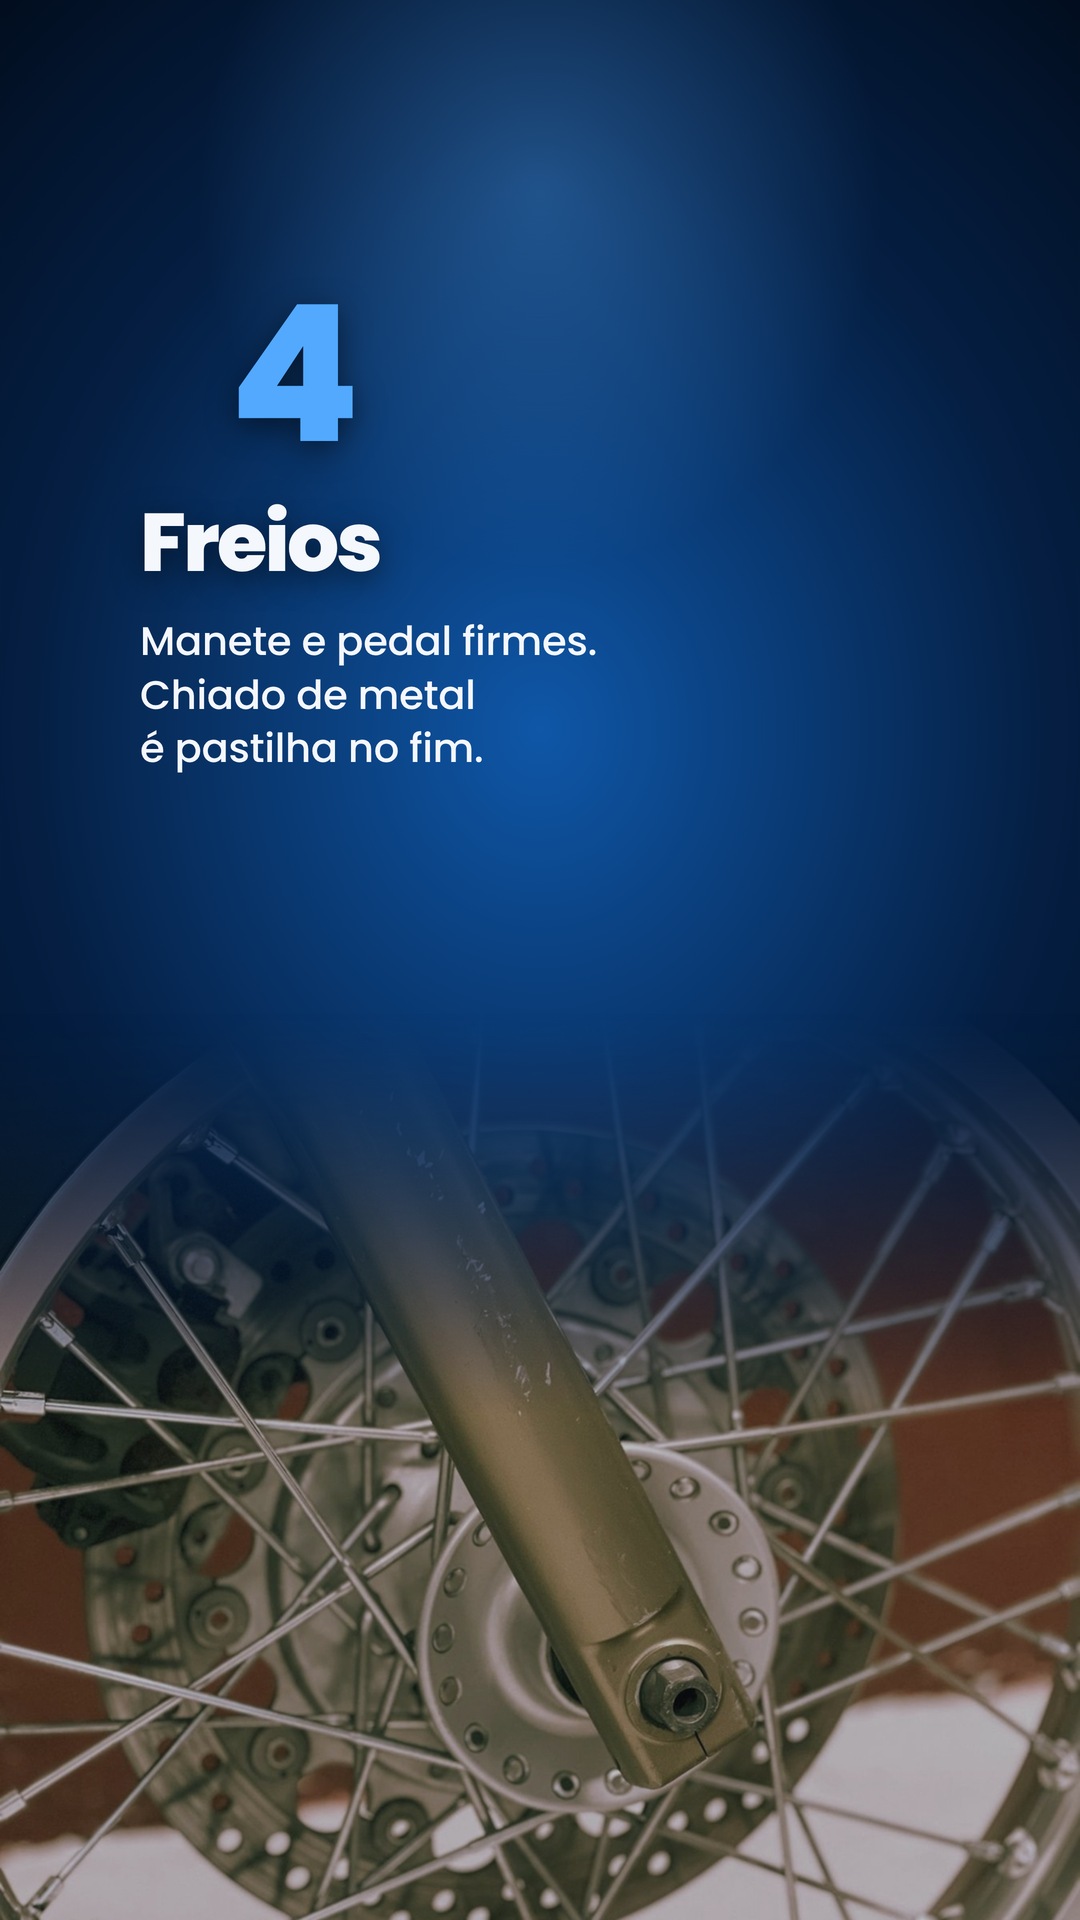 4
Freios
Manete e pedal firmes.
Chiado de metal
é pastilha no fim.